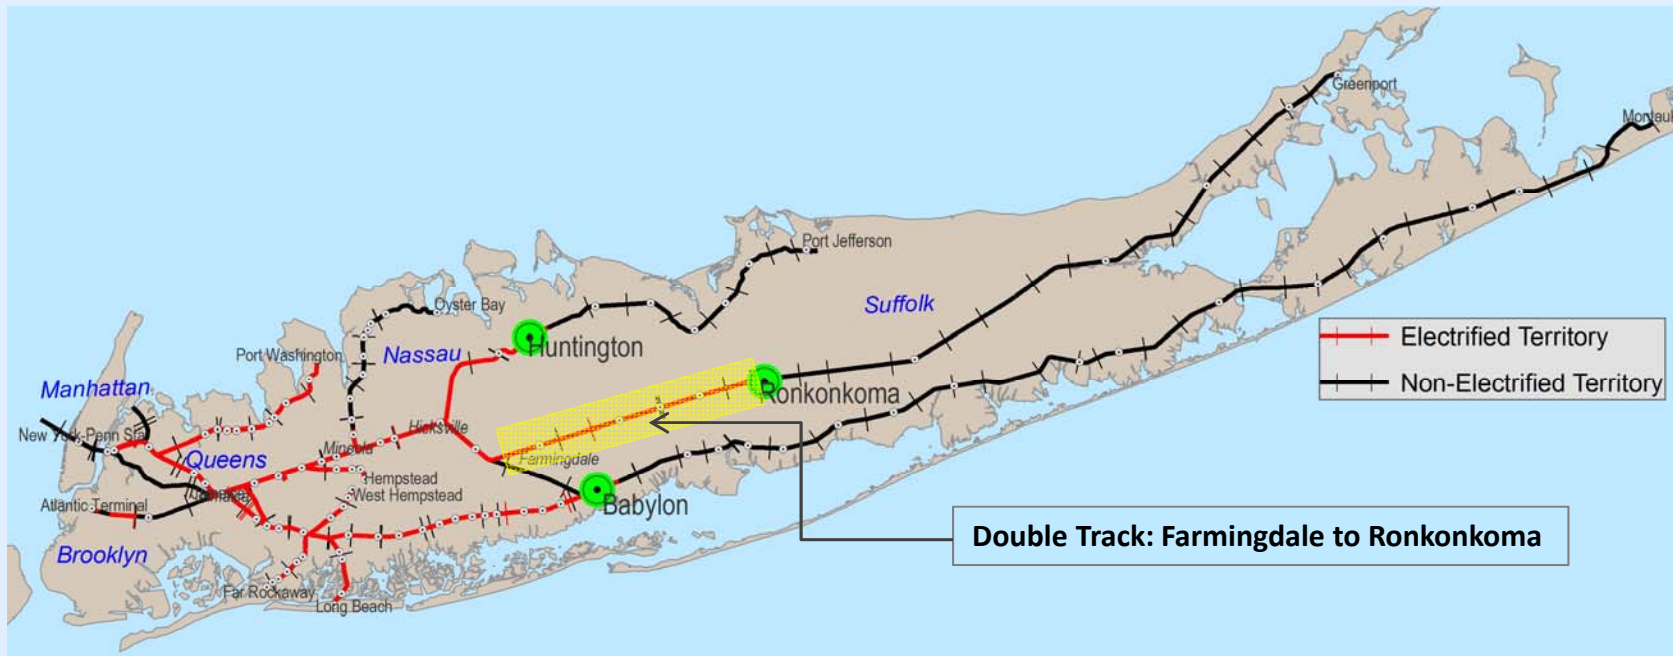 Greenport
Montauk
Port Jefferson
Suffolk
Oyster Bay
Huntington
Port Washington
Nassau
Electrified Territory
Non-Electrified Territory
Manhattan
Ronkonkoma
New York-Penn Sta
Hicksville
Mineola
Queens
Farmingdale
Hempstead
West Hempstead
Atlantic Terminal
Babylon
Brooklyn
Double Track: Farmingdale to Ronkonkoma
Far Rockaway
Long Beach